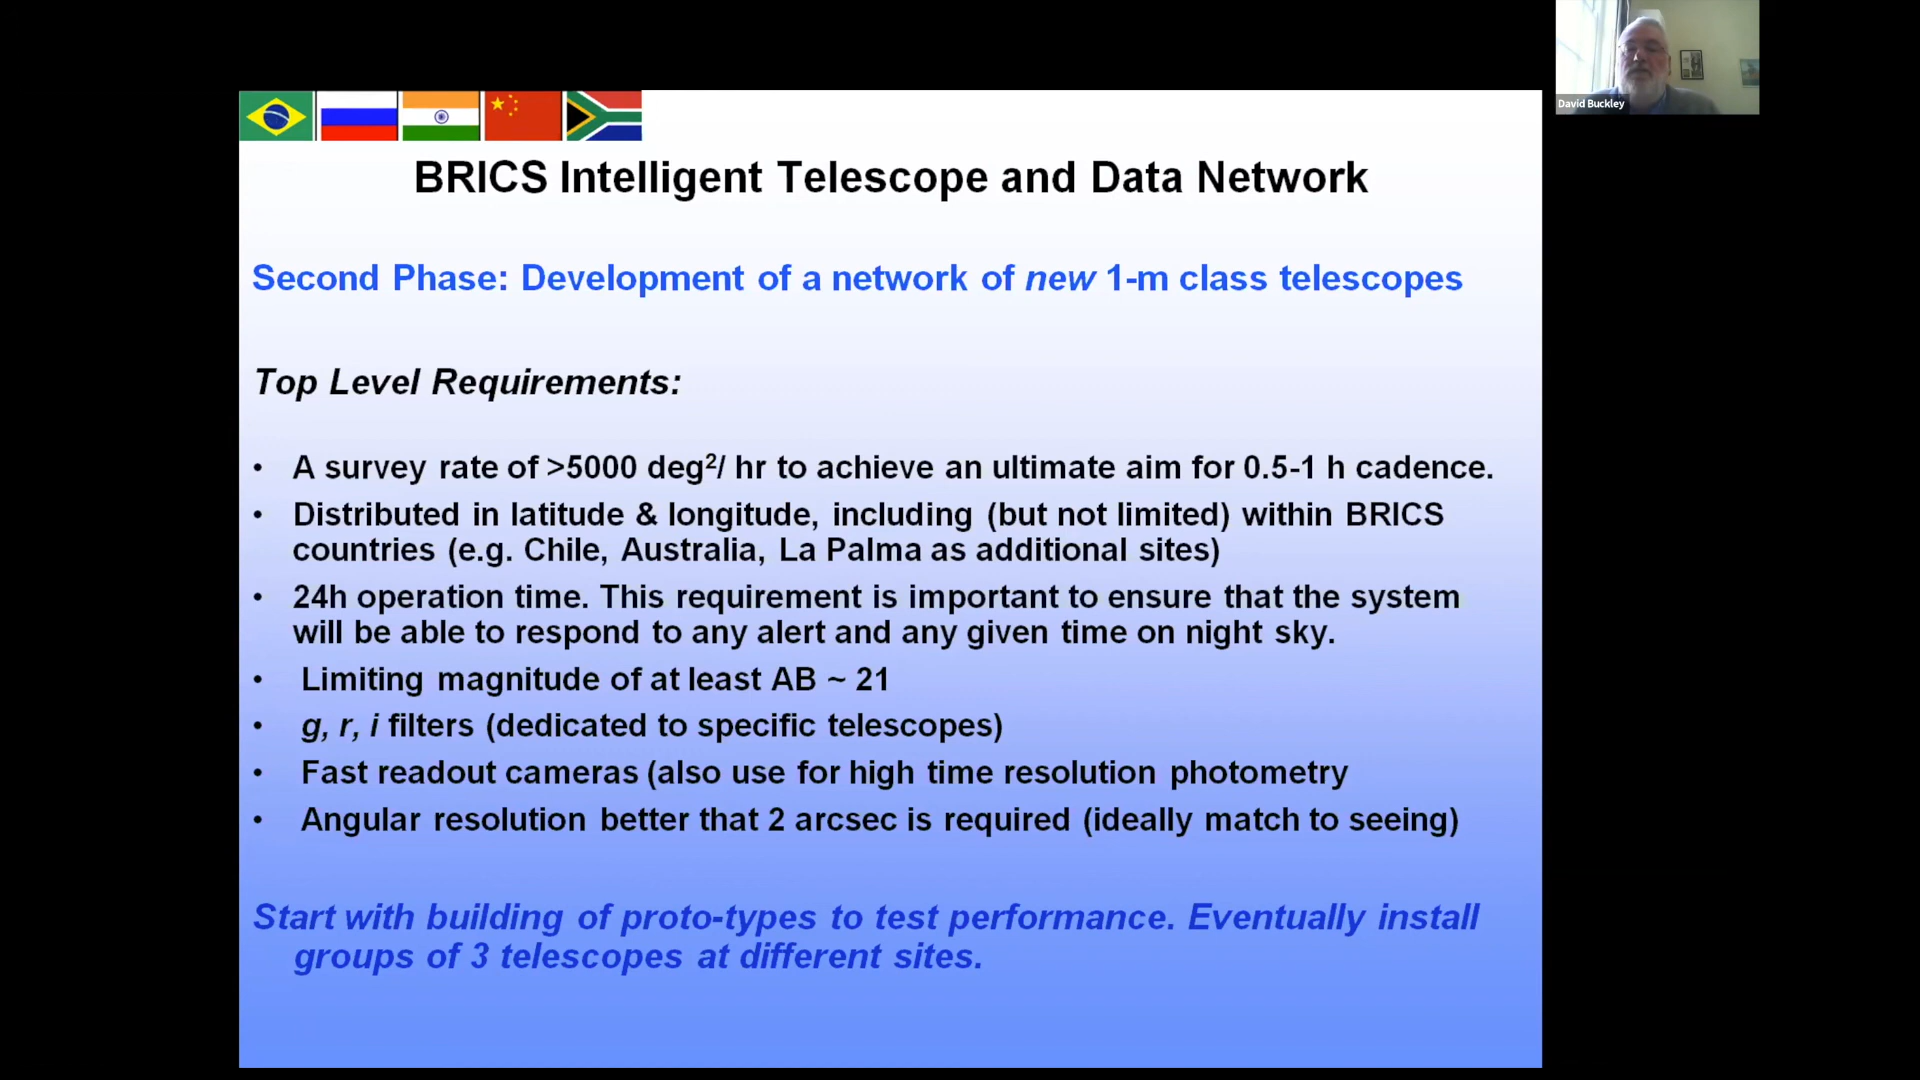 David Buckley
BRICS Intelligent Telescope and Data Network
Second Phase: Development of a network of new 1-m class telescopes
Top Level Requirements:
• A survey rate of >5000 deg²/ hr to achieve an ultimate aim for 0.5-1 h cadence.
• Distributed in latitude & longitude, including (but not limited) within BRICS
countries (e.g. Chile, Australia, La Palma as additional sites)
• 24h operation time. This requirement is important to ensure that the system
will be able to respond to any alert and any given time on night sky.
• Limiting magnitude of at least AB ~ 21
• g, r, i filters (dedicated to specific telescopes)
• Fast readout cameras (also use for high time resolution photometry
• Angular resolution better that 2 arcsec is required (ideally match to seeing)
Start with building of proto-types to test performance. Eventually install
groups of 3 telescopes at different sites.